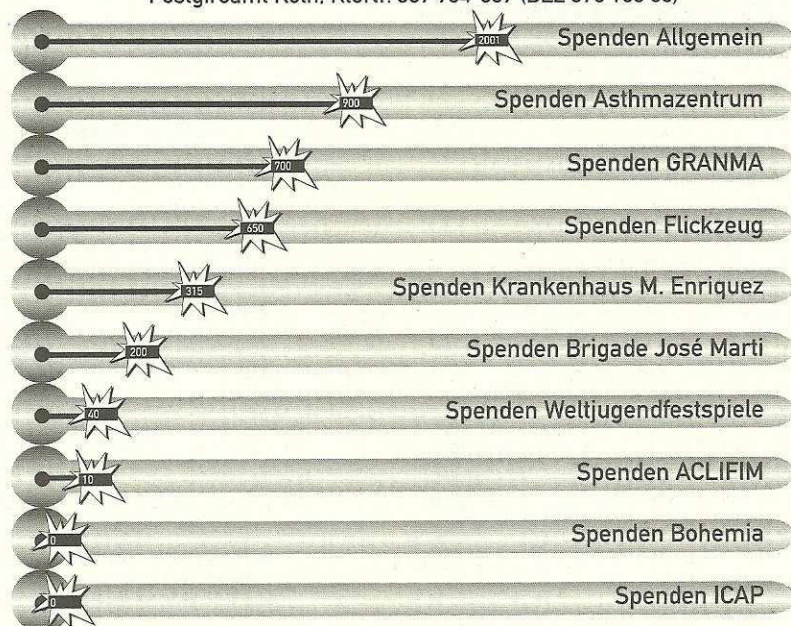 2001 Spenden Allgemein
900 Spenden Asthmazentrum
700 Spenden GRANMA
650 Spenden Flickzeug
315 Spenden Krankenhaus M. Enriquez
200 Spenden Brigade José Marti
40 Spenden Weltjugendfestspiele
10 Spenden ACLIFIM
0 Spenden Bohemia
0 Spenden ICAP